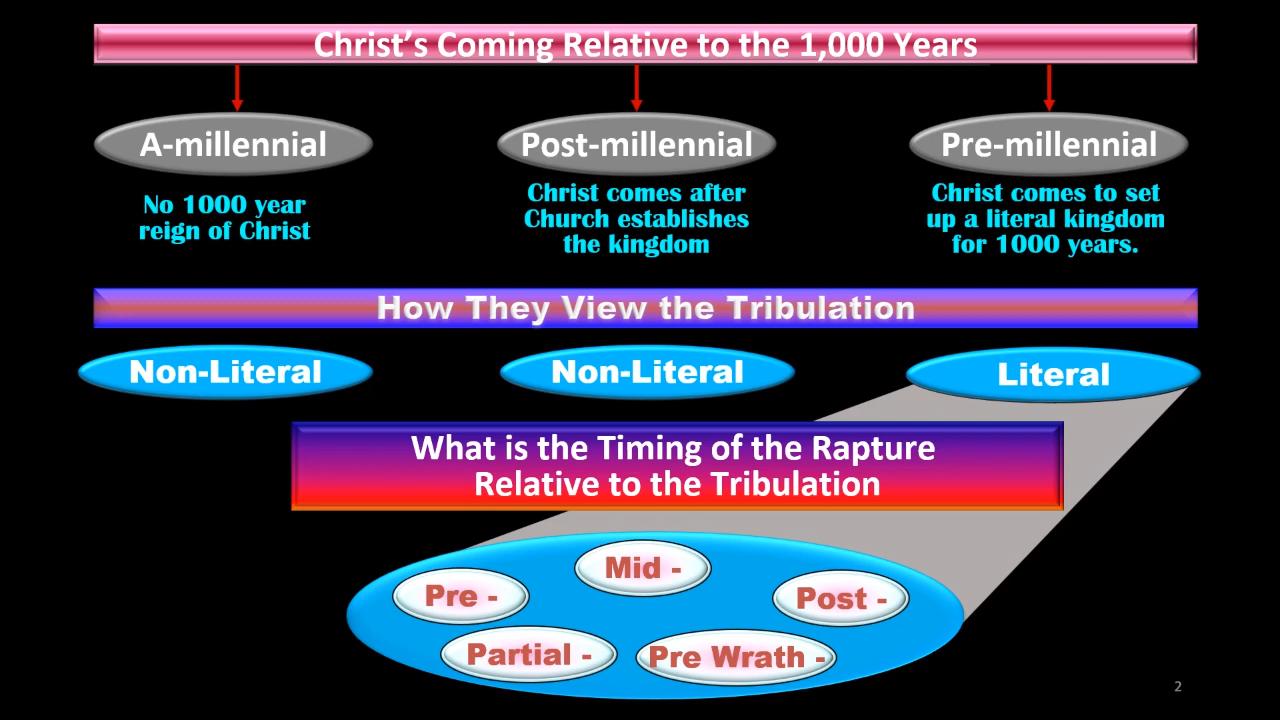 Christ’s Coming Relative to the 1,000 Years
A-millennial
Post-millennial
Pre-millennial
No 1000 year
reign of Christ
Christ comes after
Church establishes
the kingdom
Christ comes to set
up a literal kingdom
for 1000 years.
How They View the Tribulation
Non-Literal
Non-Literal
Literal
What is the Timing of the Rapture
Relative to the Tribulation
Pre -
Mid -
Post -
Partial -
Pre Wrath -
2